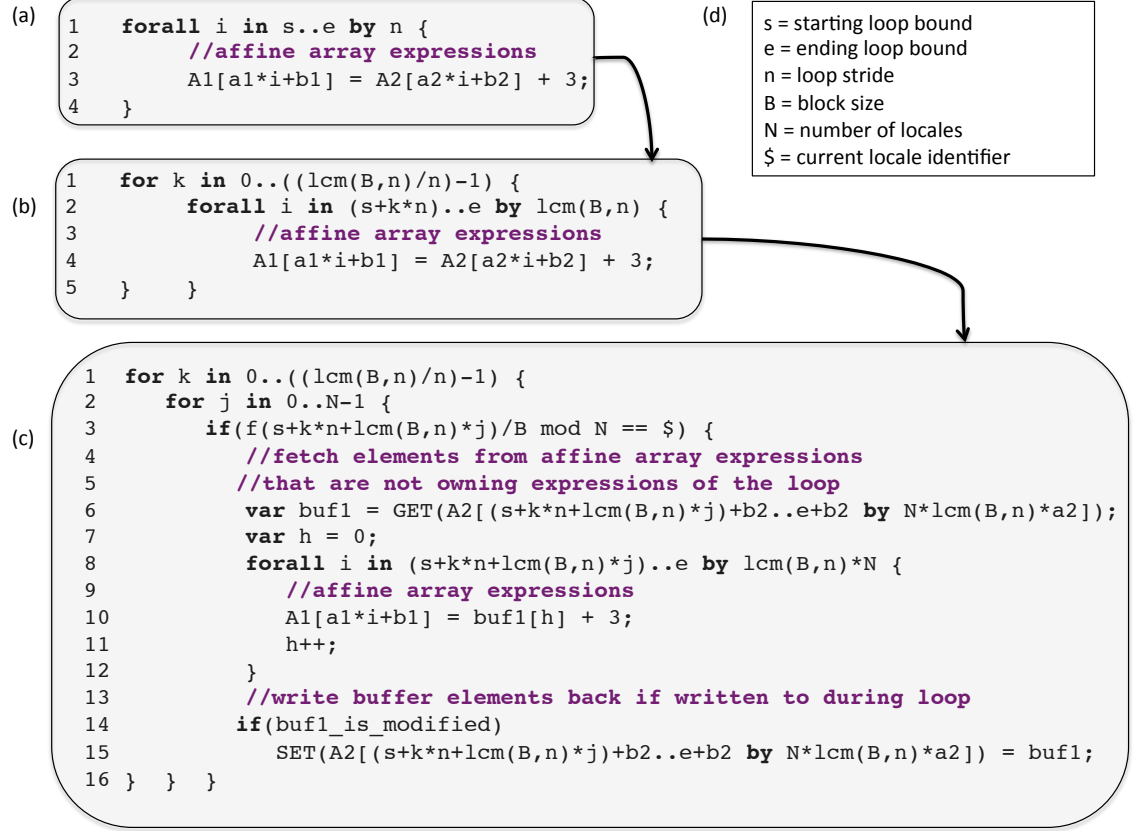 (a)
1 forall i in s..e by n {
2 //affine array expressions
3 A1[a1*i+b1] = A2[a2*i+b2] + 3;
4 }
(d)
s = starting loop bound
e = ending loop bound
n = loop stride
B = block size
N = number of locales
$ = current locale identifier
(b)
1 for k in 0..((lcm(B,n)/n)-1) {
2 forall i in (s+k*n)..e by lcm(B,n) {
3 //affine array expressions
4 A1[a1*i+b1] = A2[a2*i+b2] + 3;
5 } }
(c)
1 for k in 0..((lcm(B,n)/n)-1) {
2 for j in 0..N-1 {
3 if(f(s+k*n+lcm(B,n)*j)/B mod N == $) {
4 //fetch elements from affine array expressions
5 //that are not owning expressions of the loop
6 var buf1 = GET(A2[(s+k*n+lcm(B,n)*j)+b2..e+b2 by N*lcm(B,n)*a2]);
7 var h = 0;
8 forall i in (s+k*n+lcm(B,n)*j)..e by lcm(B,n)*N {
9 //affine array expressions
10 A1[a1*i+b1] = buf1[h] + 3;
11 h++;
12 }
13 //write buffer elements back if written to during loop
14 if(buf1_is_modified)
15 SET(A2[(s+k*n+lcm(B,n)*j)+b2..e+b2 by N*lcm(B,n)*a2]) = buf1;
16 } } }